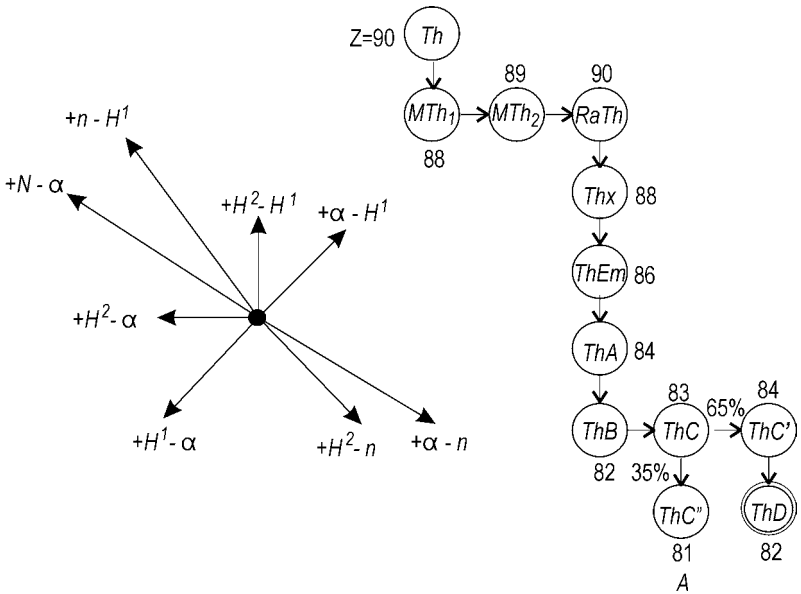 Z=90 Th
MTh₁ 88
MTh₂ 89
RaTh 90
Thx 88
ThEm 86
ThA 84
ThB 82
ThC 83
65%
ThC' 84
35%
ThC" 81
ThD 82
A
+n - H¹
+N - α
+H² - H¹
+α - H¹
+H² - α
+H¹ - α
+H² - n
+α - n